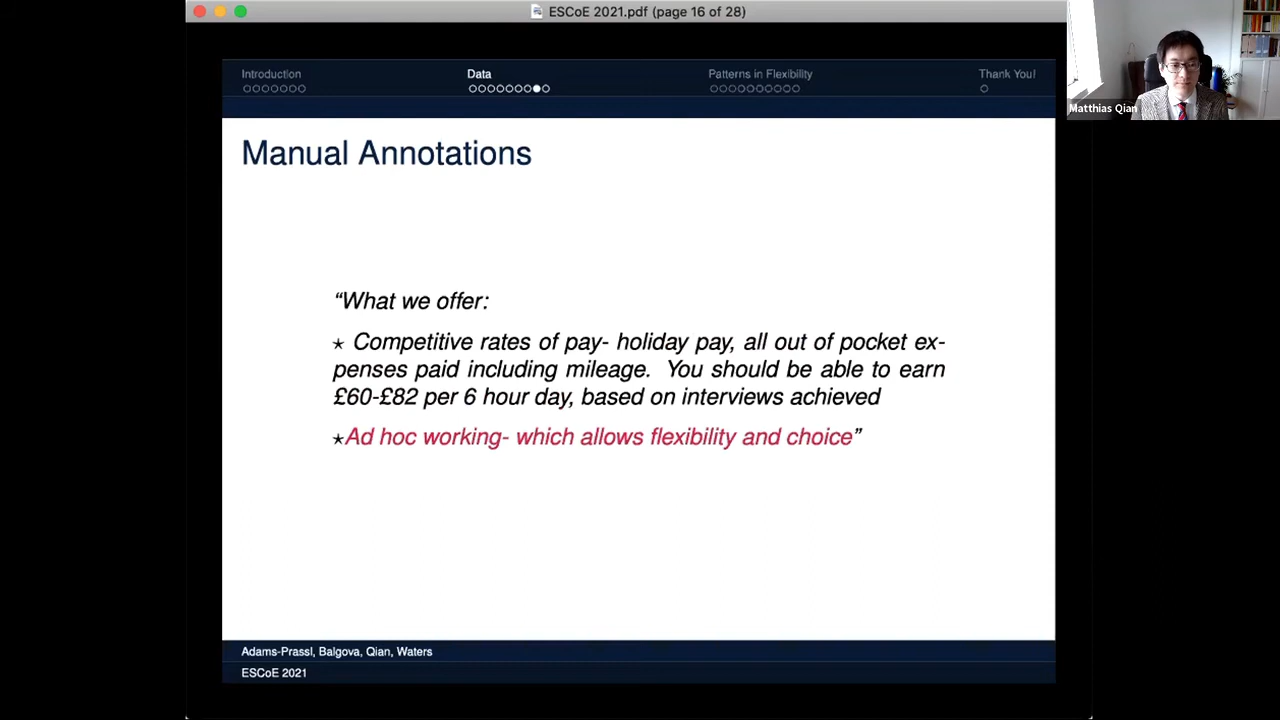 ESCoE 2021.pdf (page 16 of 28)
Introduction
Data
Patterns in Flexibility
Thank You!
Matthias Qian
Manual Annotations
“What we offer:
⋆ Competitive rates of pay- holiday pay, all out of pocket ex-
penses paid including mileage. You should be able to earn
£60-£82 per 6 hour day, based on interviews achieved
⋆Ad hoc working- which allows flexibility and choice”
Adams-Prassl, Balgova, Qian, Waters
ESCoE 2021